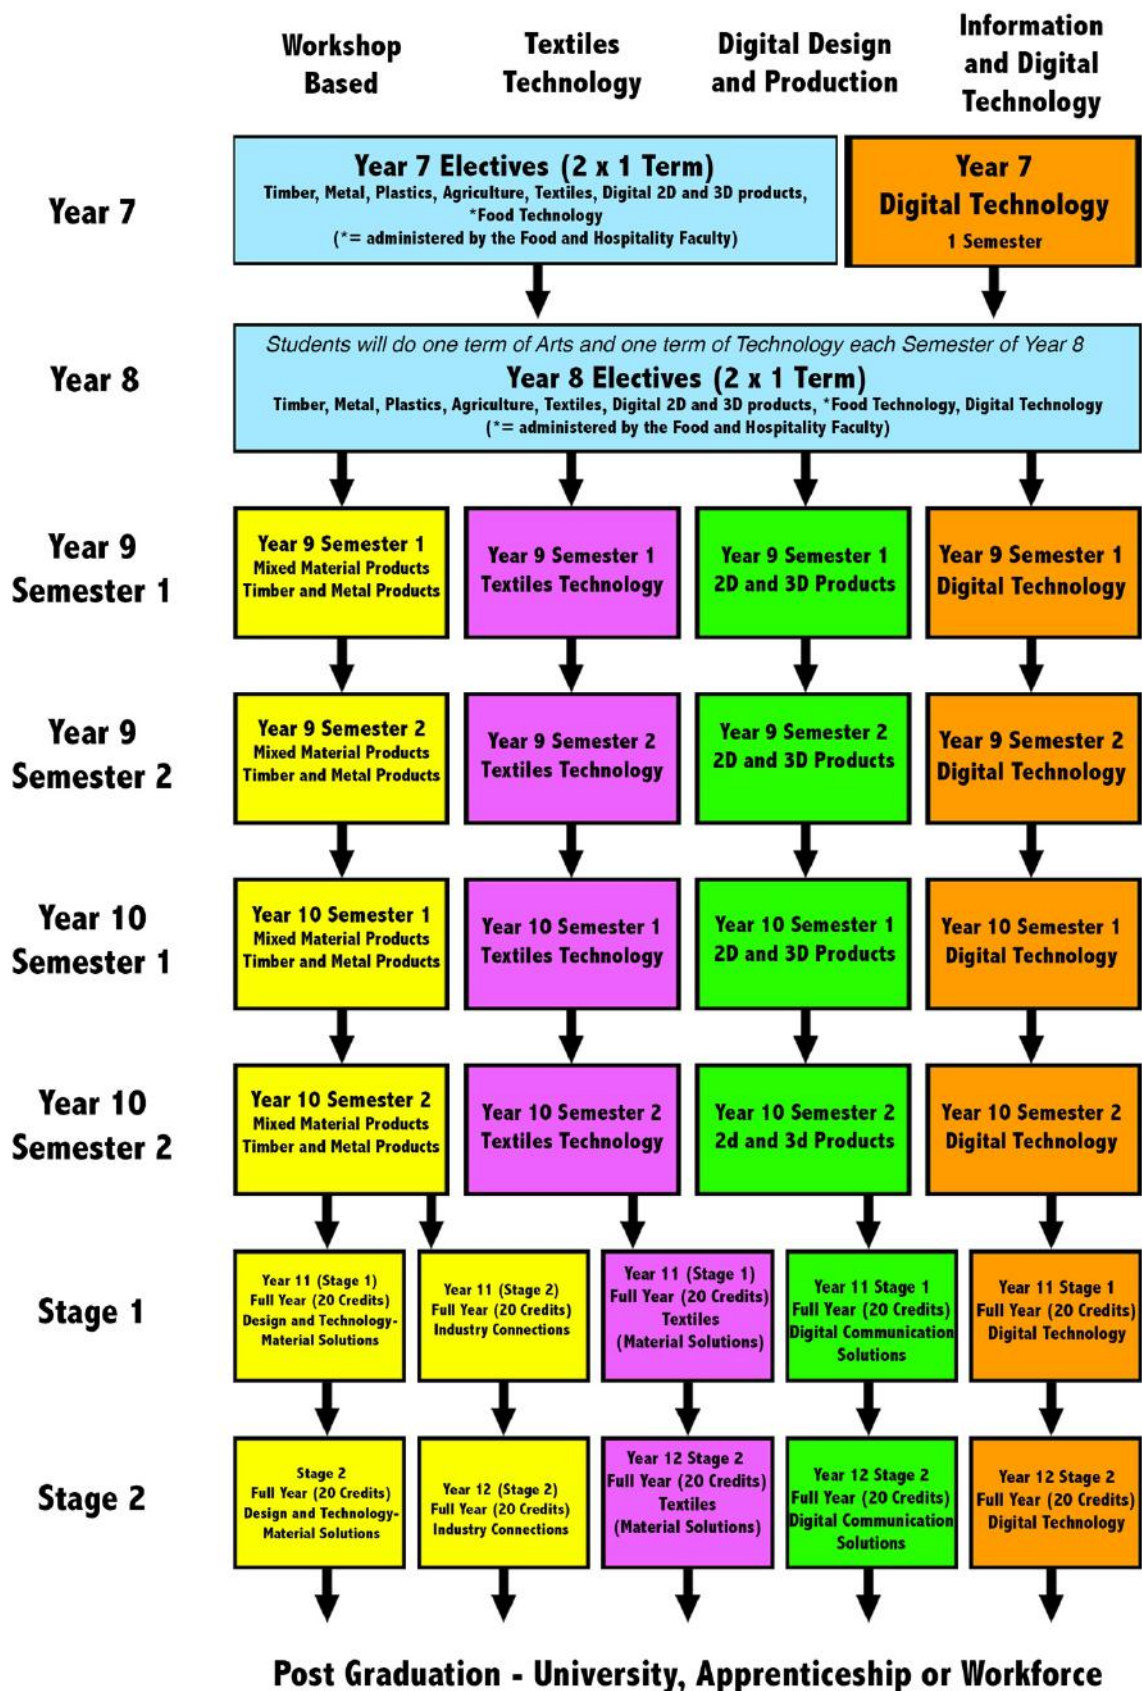 Workshop
Based
Textiles
Technology
Digital Design
and Production
Information
and Digital
Technology
Year 7
Year 7 Electives (2 x 1 Term)
Timber, Metal, Plastics, Agriculture, Textiles, Digital 2D and 3D products,
*Food Technology
(*= administered by the Food and Hospitality Faculty)
Year 7
Digital Technology
1 Semester
Year 8
Students will do one term of Arts and one term of Technology each Semester of Year 8
Year 8 Electives (2 x 1 Term)
Timber, Metal, Plastics, Agriculture, Textiles, Digital 2D and 3D products, *Food Technology, Digital Technology
(*= administered by the Food and Hospitality Faculty)
Year 9
Semester 1
Year 9 Semester 1
Mixed Material Products
Timber and Metal Products
Year 9 Semester 1
Textiles Technology
Year 9 Semester 1
2D and 3D Products
Year 9 Semester 1
Digital Technology
Year 9
Semester 2
Year 9 Semester 2
Mixed Material Products
Timber and Metal Products
Year 9 Semester 2
Textiles Technology
Year 9 Semester 2
2D and 3D Products
Year 9 Semester 2
Digital Technology
Year 10
Semester 1
Year 10 Semester 1
Mixed Material Products
Timber and Metal Products
Year 10 Semester 1
Textiles Technology
Year 10 Semester 1
2D and 3D Products
Year 10 Semester 1
Digital Technology
Year 10
Semester 2
Year 10 Semester 2
Mixed Material Products
Timber and Metal Products
Year 10 Semester 2
Textiles Technology
Year 10 Semester 2
2d and 3d Products
Year 10 Semester 2
Digital Technology
Stage 1
Year 11 (Stage 1)
Full Year (20 Credits)
Design and Technology-
Material Solutions
Year 11 (Stage 2)
Full Year (20 Credits)
Industry Connections
Year 11 (Stage 1)
Full Year (20 Credits)
Textiles
(Material Solutions)
Year 11 Stage 1
Full Year (20 Credits)
Digital Communication
Solutions
Year 11 Stage 1
Full Year (20 Credits)
Digital Technology
Stage 2
Stage 2
Full Year (20 Credits)
Design and Technology-
Material Solutions
Year 12 (Stage 2)
Full Year (20 Credits)
Industry Connections
Year 12 Stage 2
Full Year (20 Credits)
Textiles
(Material Solutions)
Year 12 Stage 2
Full Year (20 Credits)
Digital Communication
Solutions
Year 12 Stage 2
Full Year (20 Credits)
Digital Technology
Post Graduation - University, Apprenticeship or Workforce